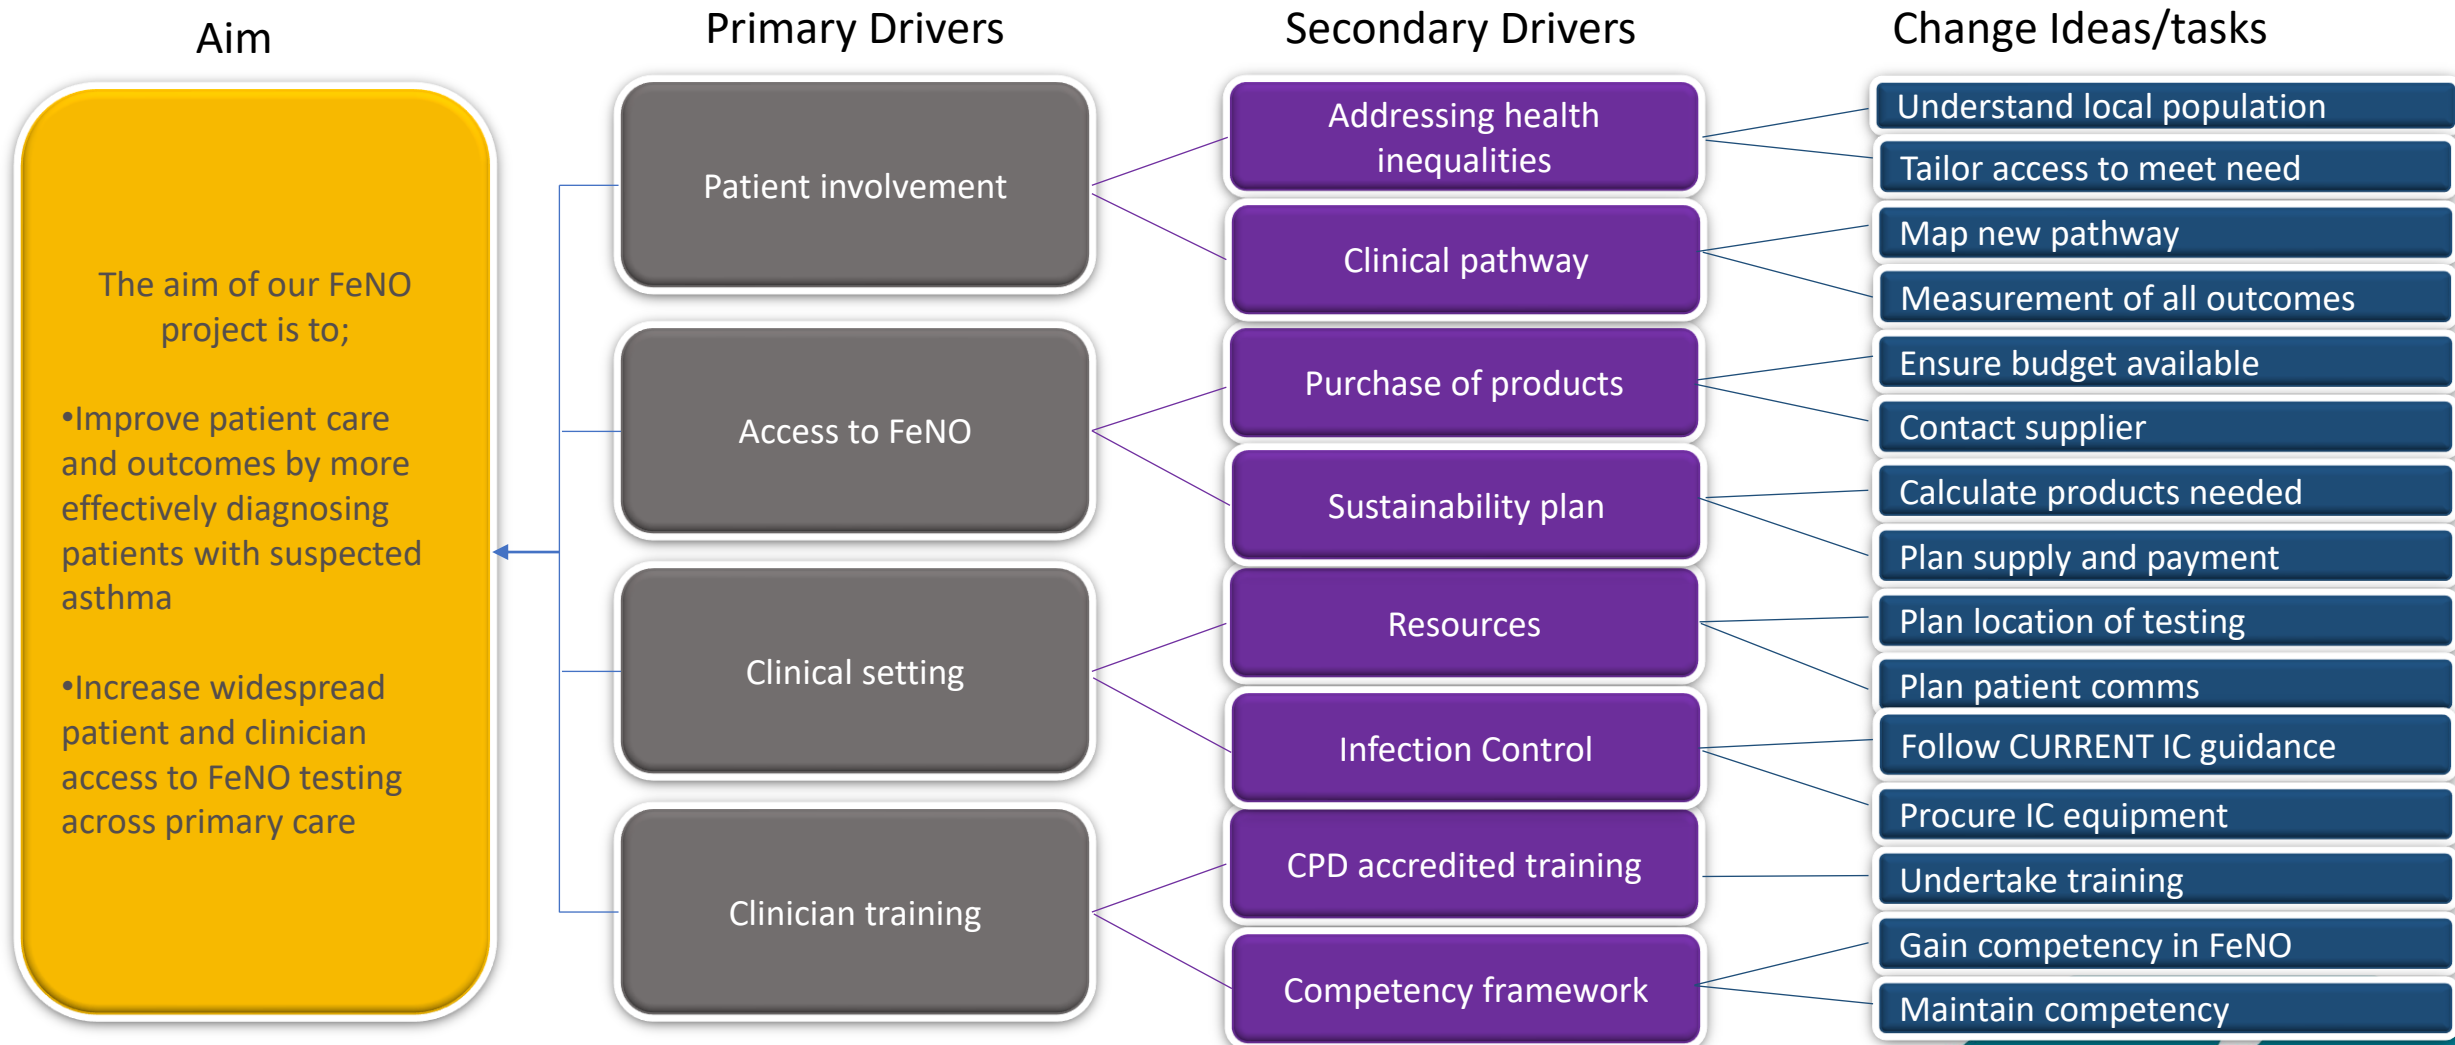 Aim
Primary Drivers
Secondary Drivers
Change Ideas/tasks
The aim of our FeNO
project is to;
•Improve patient care
and outcomes by more
effectively diagnosing
patients with suspected
asthma
•Increase widespread
patient and clinician
access to FeNO testing
across primary care
Patient involvement
Access to FeNO
Clinical setting
Clinician training
Addressing health
inequalities
Clinical pathway
Purchase of products
Sustainability plan
Resources
Infection Control
CPD accredited training
Competency framework
Understand local population
Tailor access to meet need
Map new pathway
Measurement of all outcomes
Ensure budget available
Contact supplier
Calculate products needed
Plan supply and payment
Plan location of testing
Plan patient comms
Follow CURRENT IC guidance
Procure IC equipment
Undertake training
Gain competency in FeNO
Maintain competency